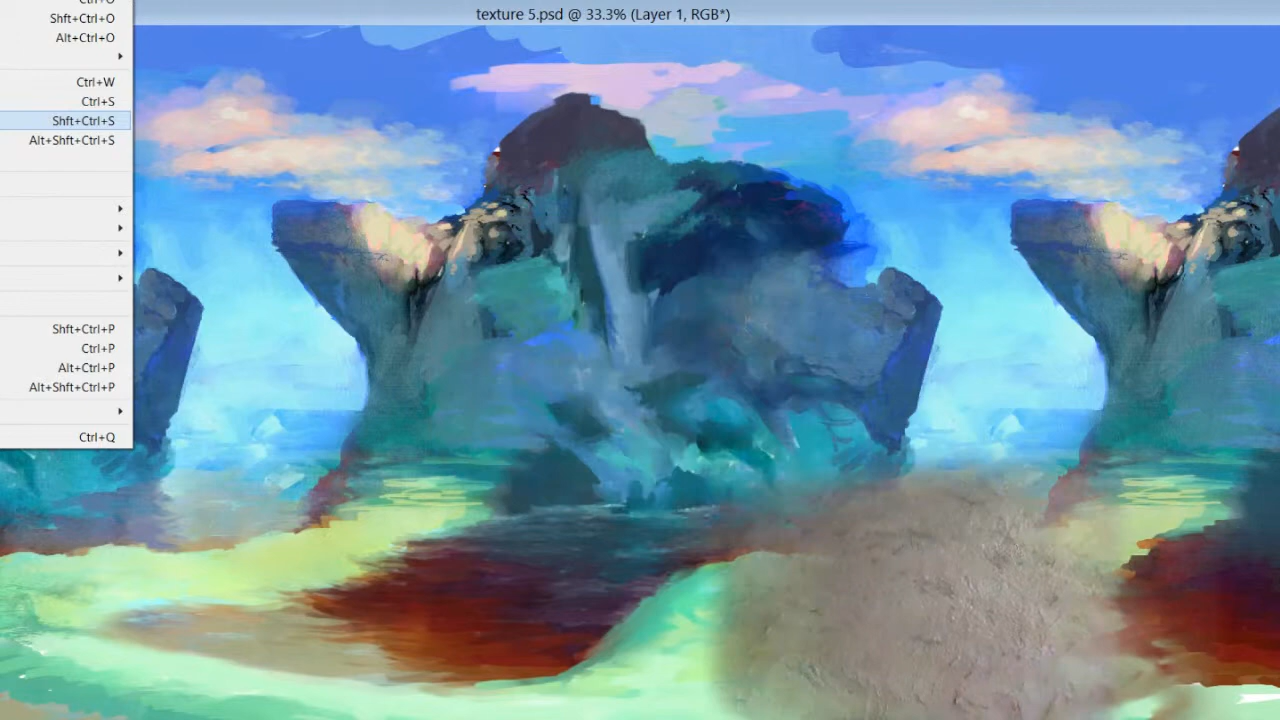 texture 5.psd @ 33.3% (Layer 1, RGB*)
Ctrl+O
Shft+Ctrl+O
Alt+Ctrl+O
Ctrl+W
Ctrl+S
Shft+Ctrl+S
Alt+Shft+Ctrl+S
Shft+Ctrl+P
Ctrl+P
Alt+Ctrl+P
Alt+Shft+Ctrl+P
Ctrl+Q